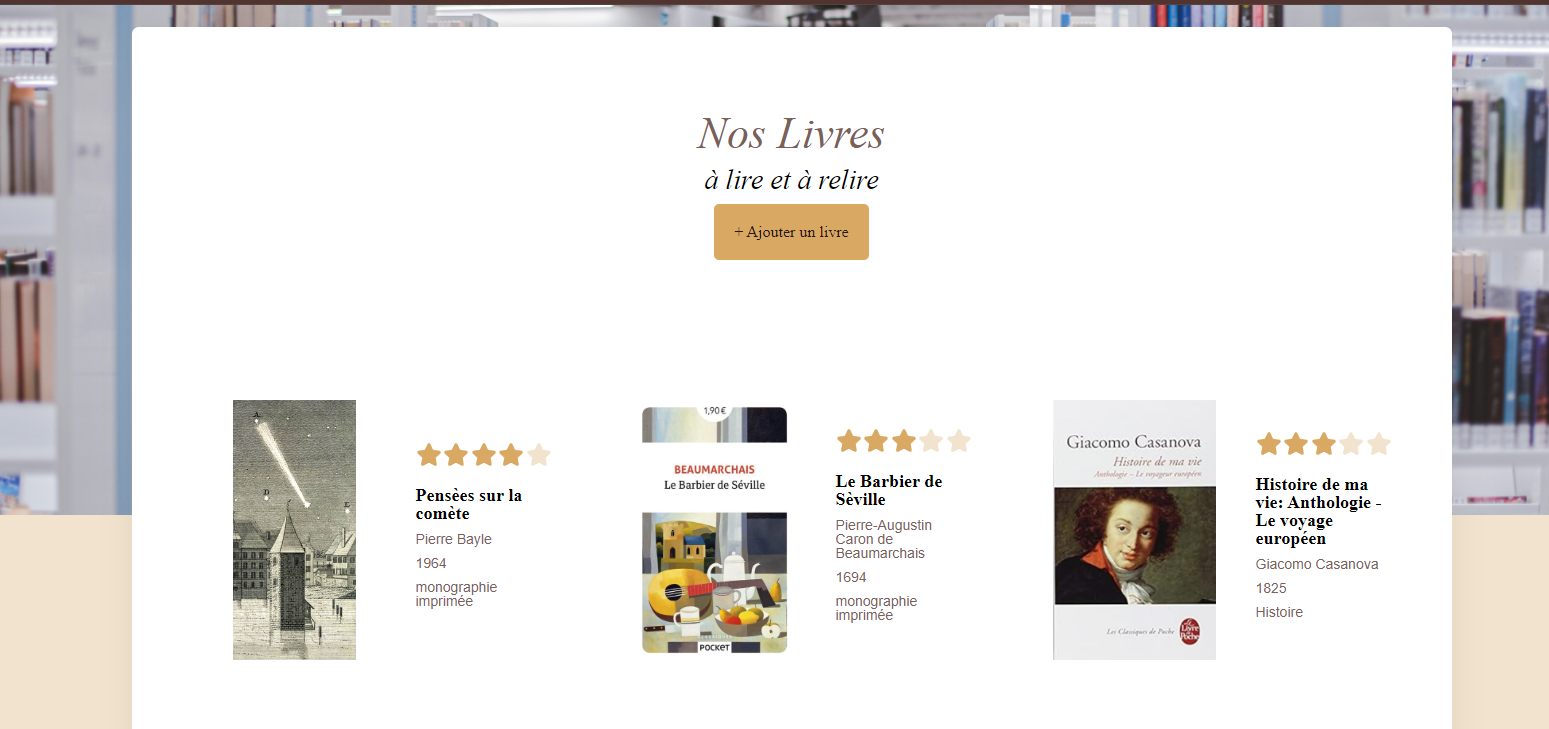 Nos Livres
à lire et à relire
+ Ajouter un livre
A
D
Pensèes sur la
comète
Pierre Bayle
1964
monographie
imprimée
1,90 €
BEAUMARCHAIS
Le Barbier de Séville
POCKET
Le Barbier de
Sèville
Pierre-Augustin
Caron de
Beaumarchais
1694
monographie
imprimée
Giacomo Casanova
Histoire de ma vie
Anthologie – Le voyageur européen
Les Classiques de Poche
Le Livre de Poche
Histoire de ma
vie: Anthologie -
Le voyage
européen
Giacomo Casanova
1825
Histoire